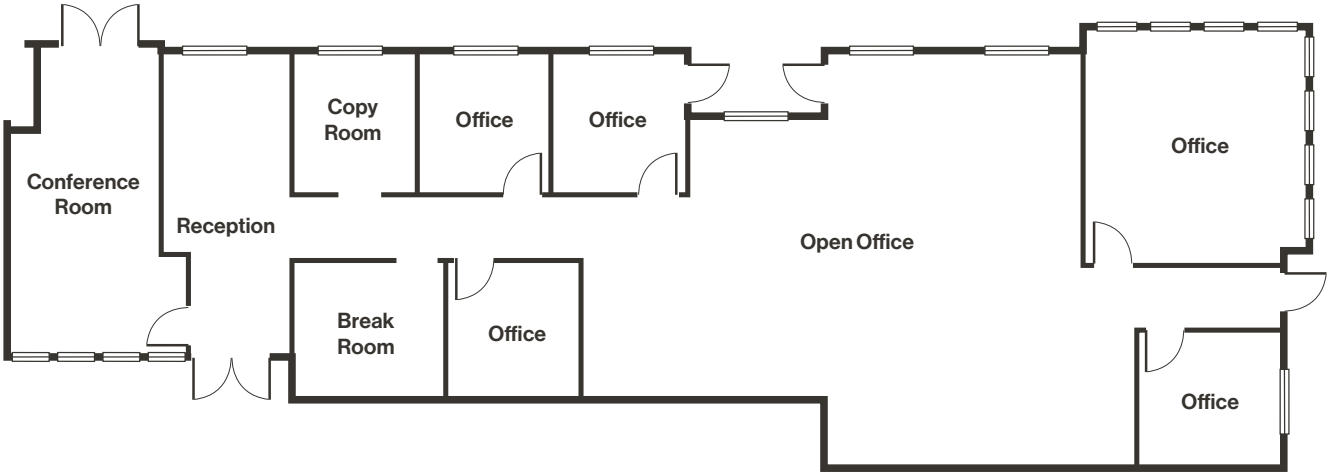 Copy
Room
Office
Office
Office
Conference
Room
Reception
Open Office
Break
Room
Office
Office